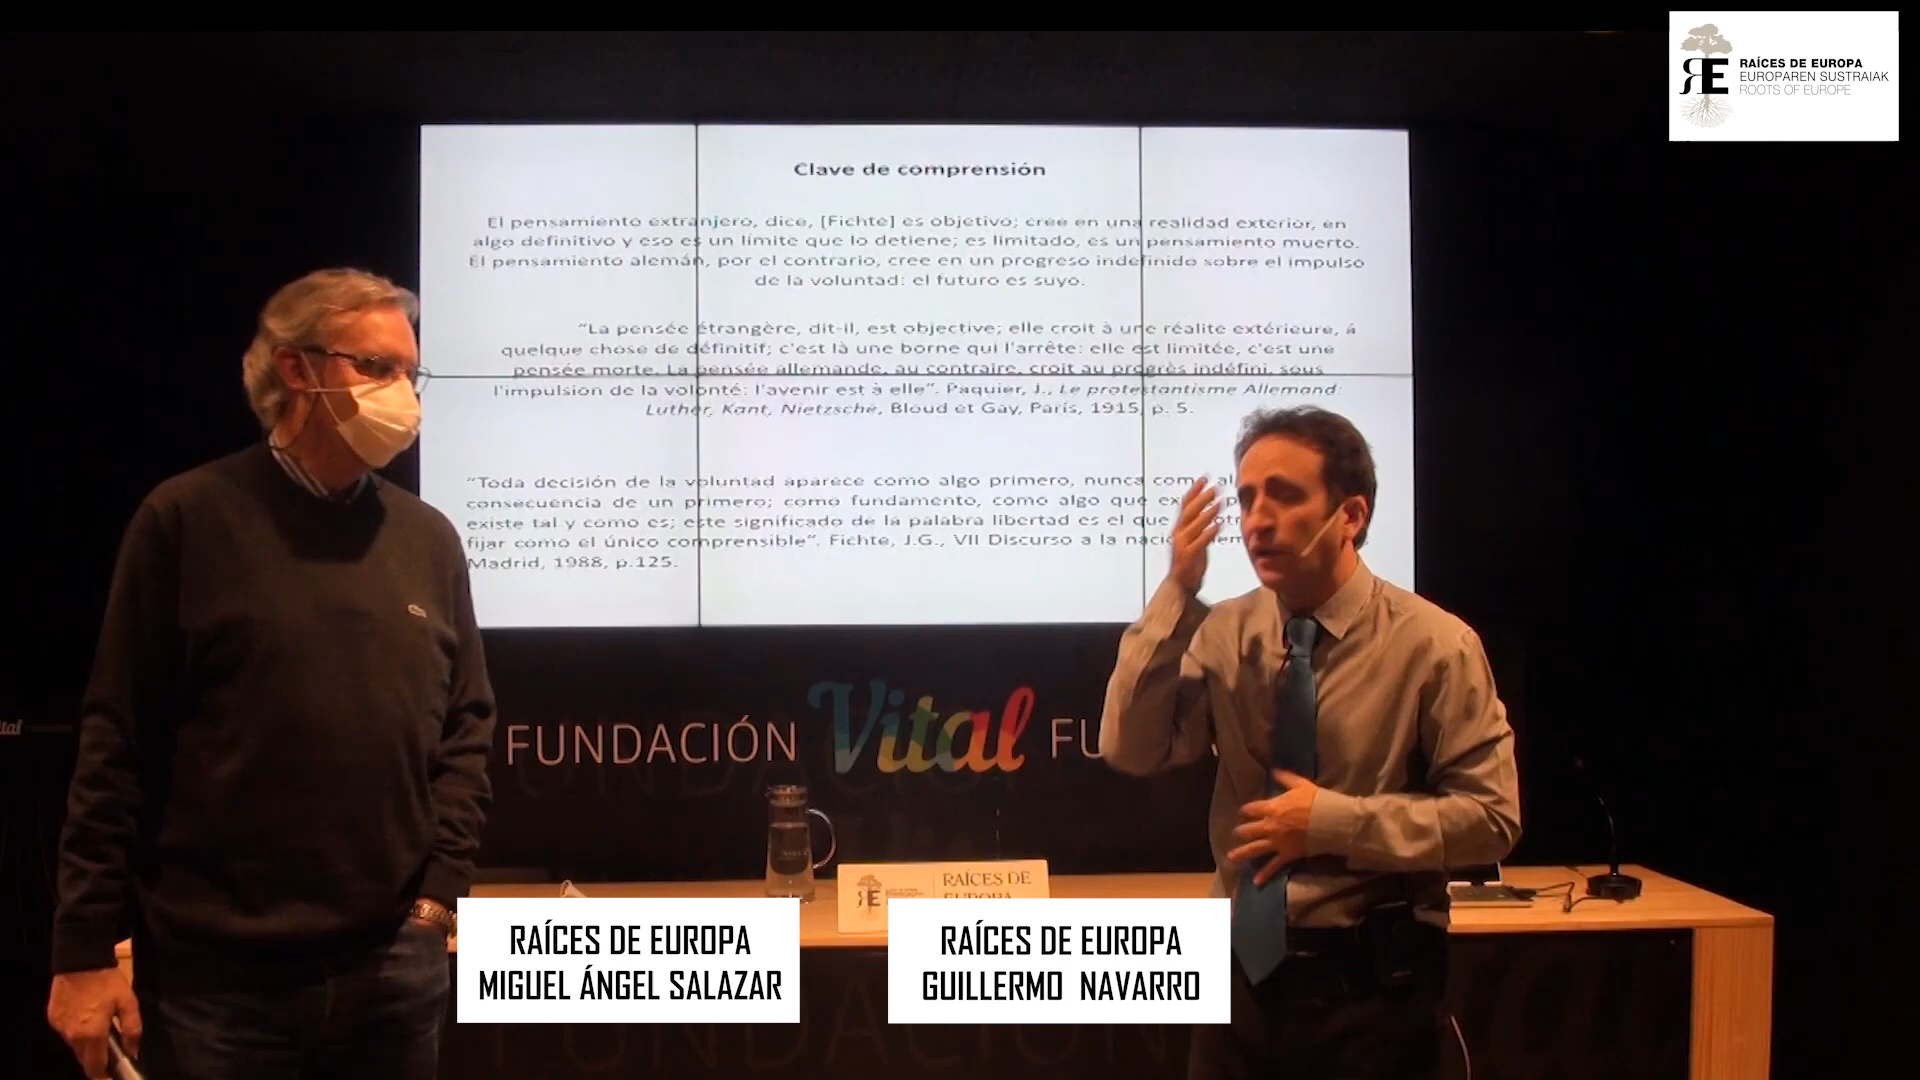 RAÍCES DE EUROPA
EUROPAREN SUSTRAIAK
ROOTS OF EUROPE
RE
Clave de comprensión
El pensamiento extranjero, dice, [Fichte] es objetivo; cree en una realidad exterior, en
algo definitivo y eso es un límite que lo detiene; es limitado, es un pensamiento muerto.
El pensamiento alemán, por el contrario, cree en un progreso indefinido sobre el impulso
de la voluntad: el futuro es suyo.
"La pensée étrangère, dit-il, est objective; elle croit à une réalite extérieure, á
quelque chose de définitif; c'est là une borne qui l'arrête: elle est limitée, c'est une
pensée morte. La pensée allemande, au contraire, croit au progrès indéfini, sous
l'impulsion de la volonté: l'avenir est à elle". Paquier, J., Le protestantisme Allemand:
Luther, Kant, Nietzsche, Bloud et Gay, París, 1915, p. 5.
"Toda decisión de la voluntad aparece como algo primero, nunca como
consecuencia de un primero; como fundamento, como algo que
existe tal y como es; este significado de la palabra libertad es el que
fijar como el único comprensible". Fichte, J.G., VII Discurso a la
Madrid, 1988, p.125.
FUNDACIÓN Vital FU
RAÍCES DE
EUROPA
RE
RAÍCES DE EUROPA
MIGUEL ÁNGEL SALAZAR
RAÍCES DE EUROPA
GUILLERMO NAVARRO